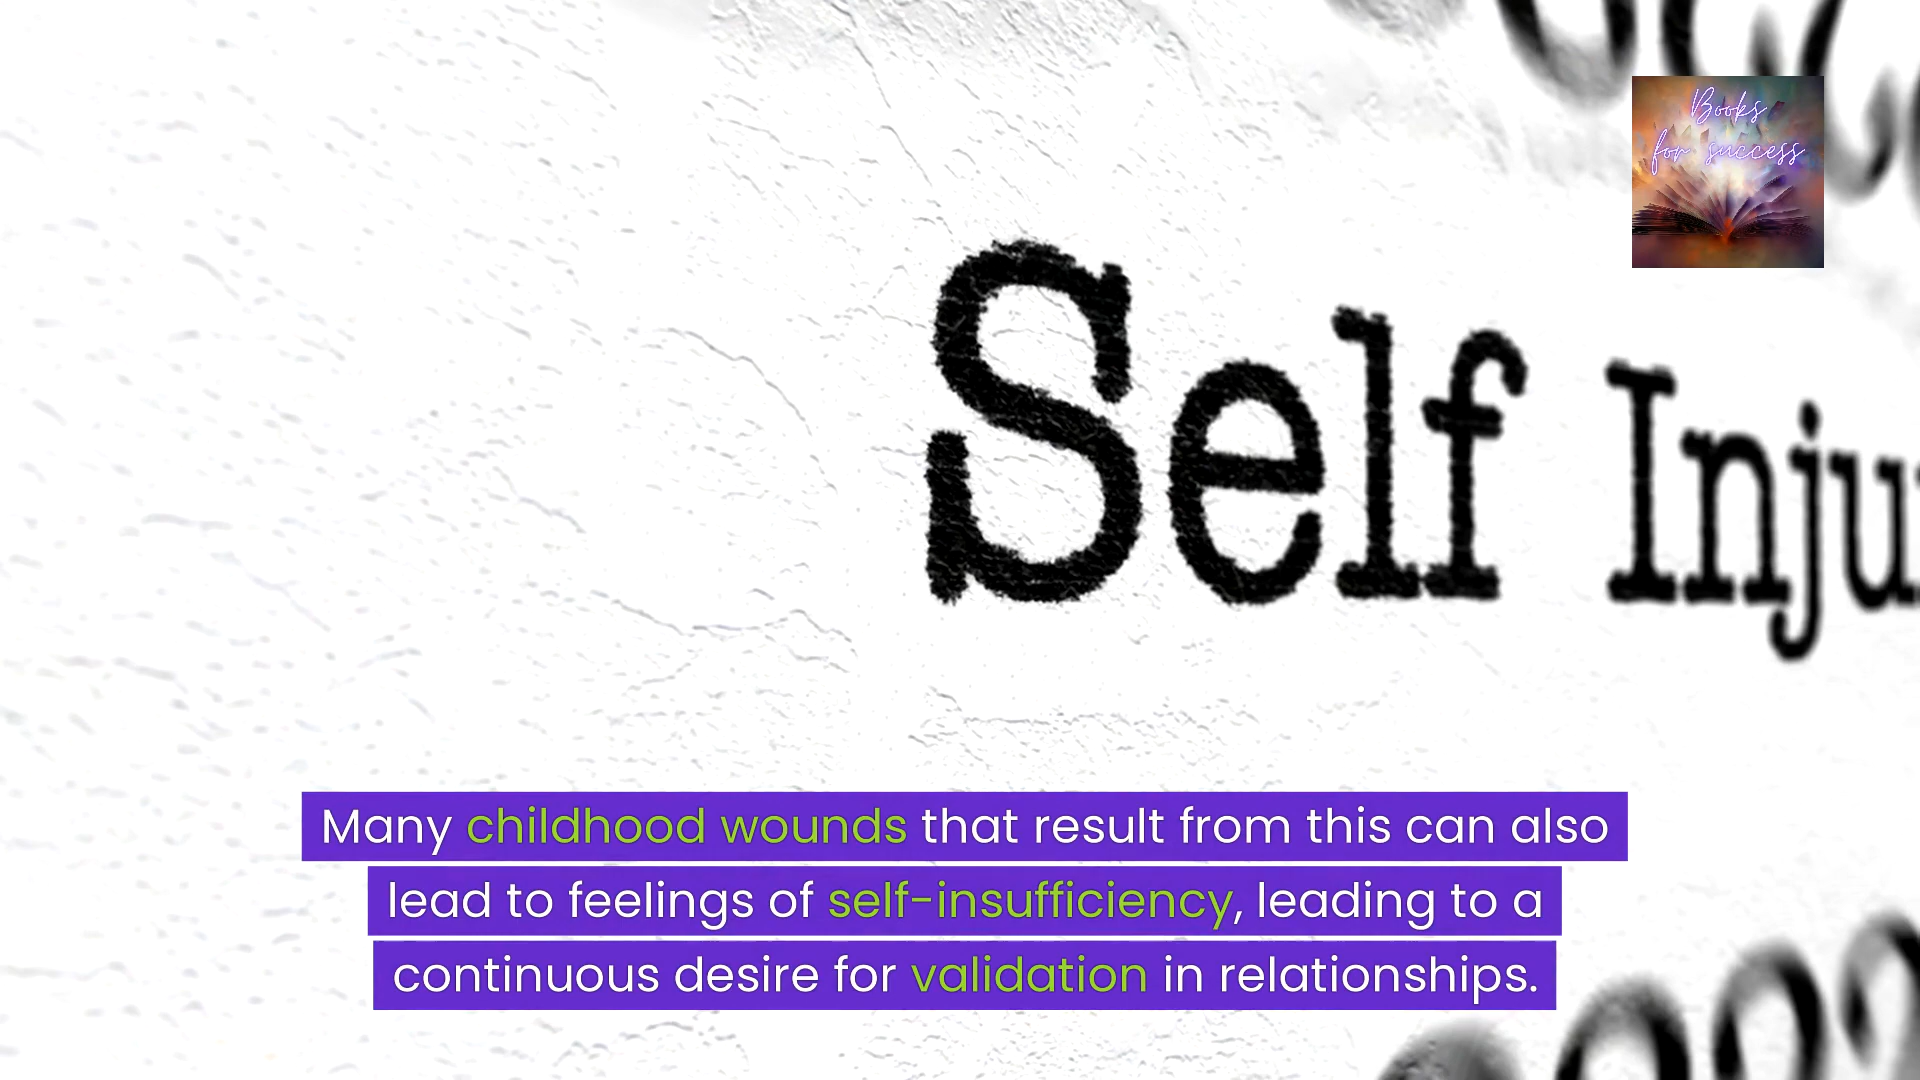 Books
for success
Self Inju
Many childhood wounds that result from this can also
lead to feelings of self-insufficiency, leading to a
continuous desire for validation in relationships.